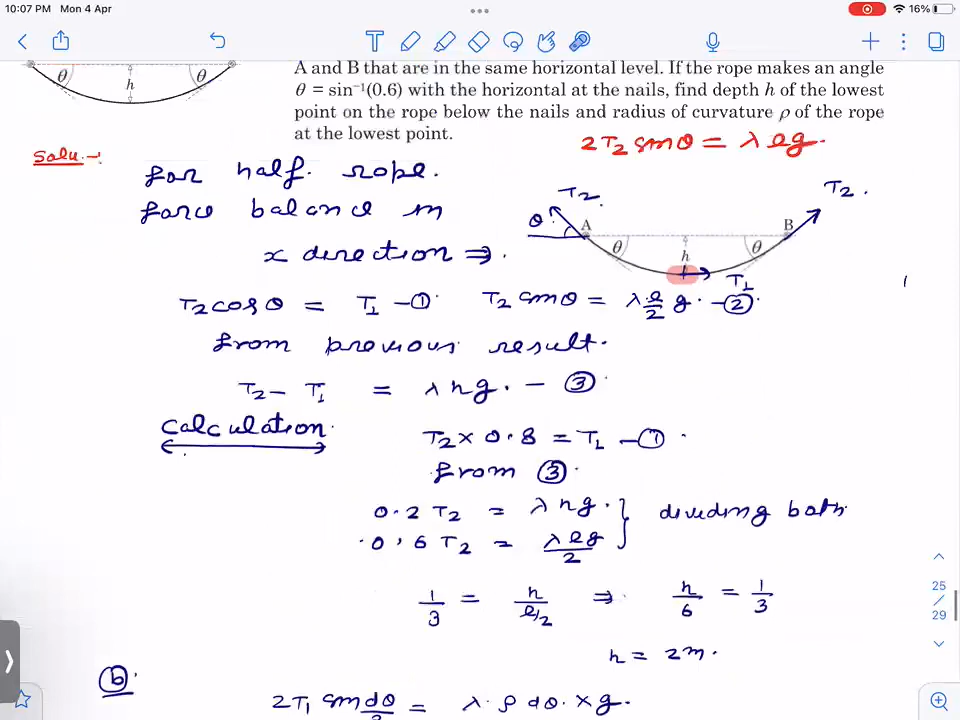 10:07 PM Mon 4 Apr
16%
θ θ
h
A and B that are in the same horizontal level. If the rope makes an angle
θ = sin⁻¹(0.6) with the horizontal at the nails, find depth h of the lowest
point on the rope below the nails and radius of curvature ρ of the rope
at the lowest point.
2T₂ sinθ = λ l g.
Solu.-
for half. rope.
force balance in
x direction ⇒.
T₂. T₂.
θ A B
θ h θ
T₁
T₂ cos θ = T₁ -① T₂ sinθ = λ l/2 g. -②
from previous result.
T₂ - T₁ = λ h g. - ③
Calculation
T₂ × 0.8 = T₁ -①
from ③
0.2 T₂ = λ h g. } dividing both
0.6 T₂ = λ l g / 2
1/3 = h / l/2 ⇒ h/6 = 1/3
h = 2m.
ⓑ
2T₁ sin dθ/2 = λ. ρ dθ. × g.
25
/
29